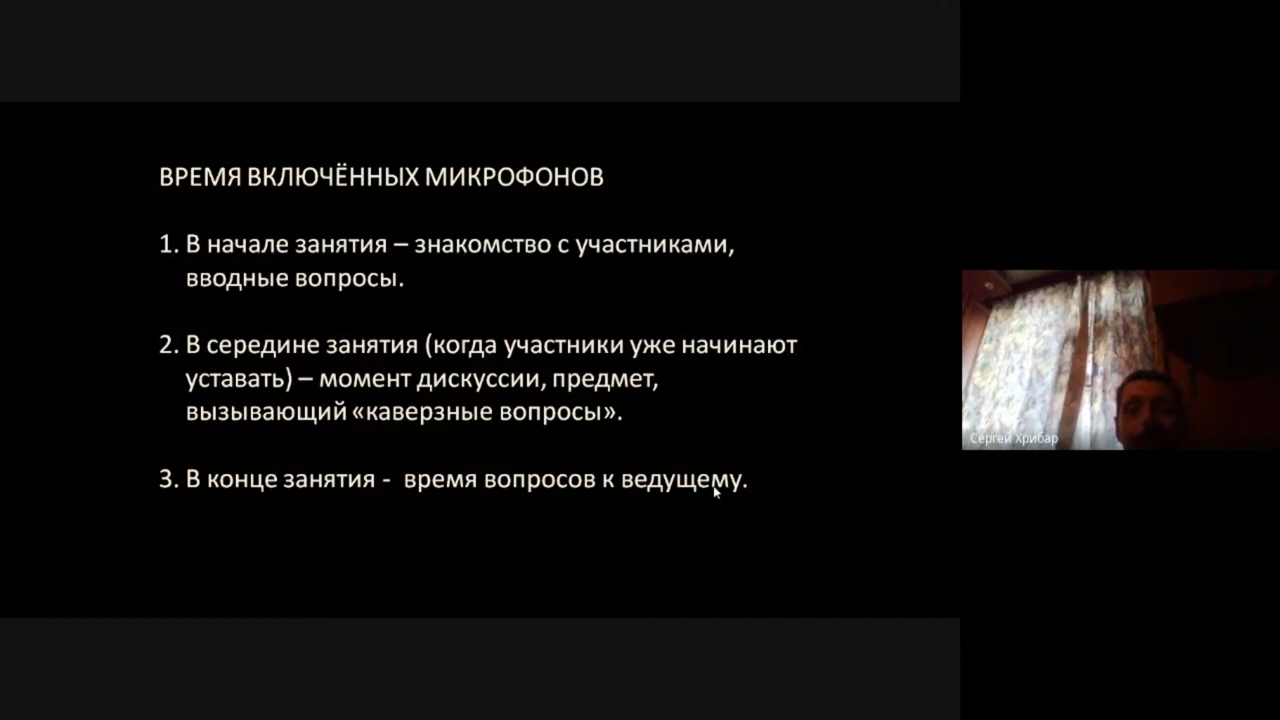 ВРЕМЯ ВКЛЮЧЁННЫХ МИКРОФОНОВ
1. В начале занятия – знакомство с участниками,
вводные вопросы.
2. В середине занятия (когда участники уже начинают
уставать) – момент дискуссии, предмет,
вызывающий «каверзные вопросы».
3. В конце занятия - время вопросов к ведущему.
Сергей Хрибар